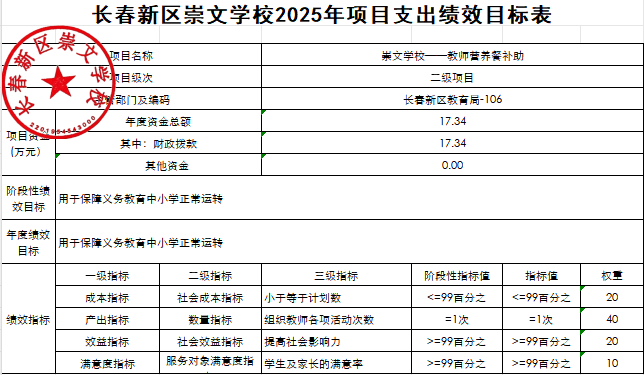 长春新区崇文学校2025年项目支出绩效目标表
项目名称 崇文学校——教师营养餐补助
项目级次 二级项目
部门及编码 长春新区教育局-106
项目资金(万元) 年度资金总额 17.34
其中：财政拨款 17.34
其他资金 0.00
阶段性绩效目标 用于保障义务教育中小学正常运转
年度绩效目标 用于保障义务教育中小学正常运转
绩效指标 一级指标 二级指标 三级指标 阶段性指标值 指标值 权重
成本指标 社会成本指标 小于等于计划数 <=99百分之 <=99百分之 20
产出指标 数量指标 组织教师各项活动次数 =1次 =1次 40
效益指标 社会效益指标 提高社会影响力 >=99百分之 >=99百分之 20
满意度指标 服务对象满意度指 学生及家长的满意率 >=99百分之 >=99百分之 10
长春新区崇文学校